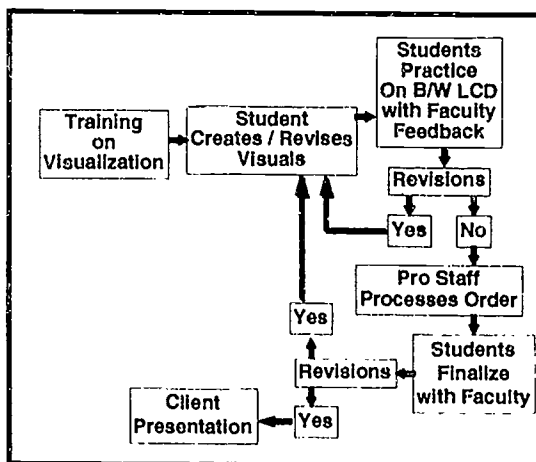 Training
on
Visualization
Student
Creates / Revises
Visuals
Students
Practice
On B/W LCD
with Faculty
Feedback
Revisions
Yes
No
Pro Staff
Processes Order
Students
Finalize
with Faculty
Revisions
Yes
Yes
Client
Presentation